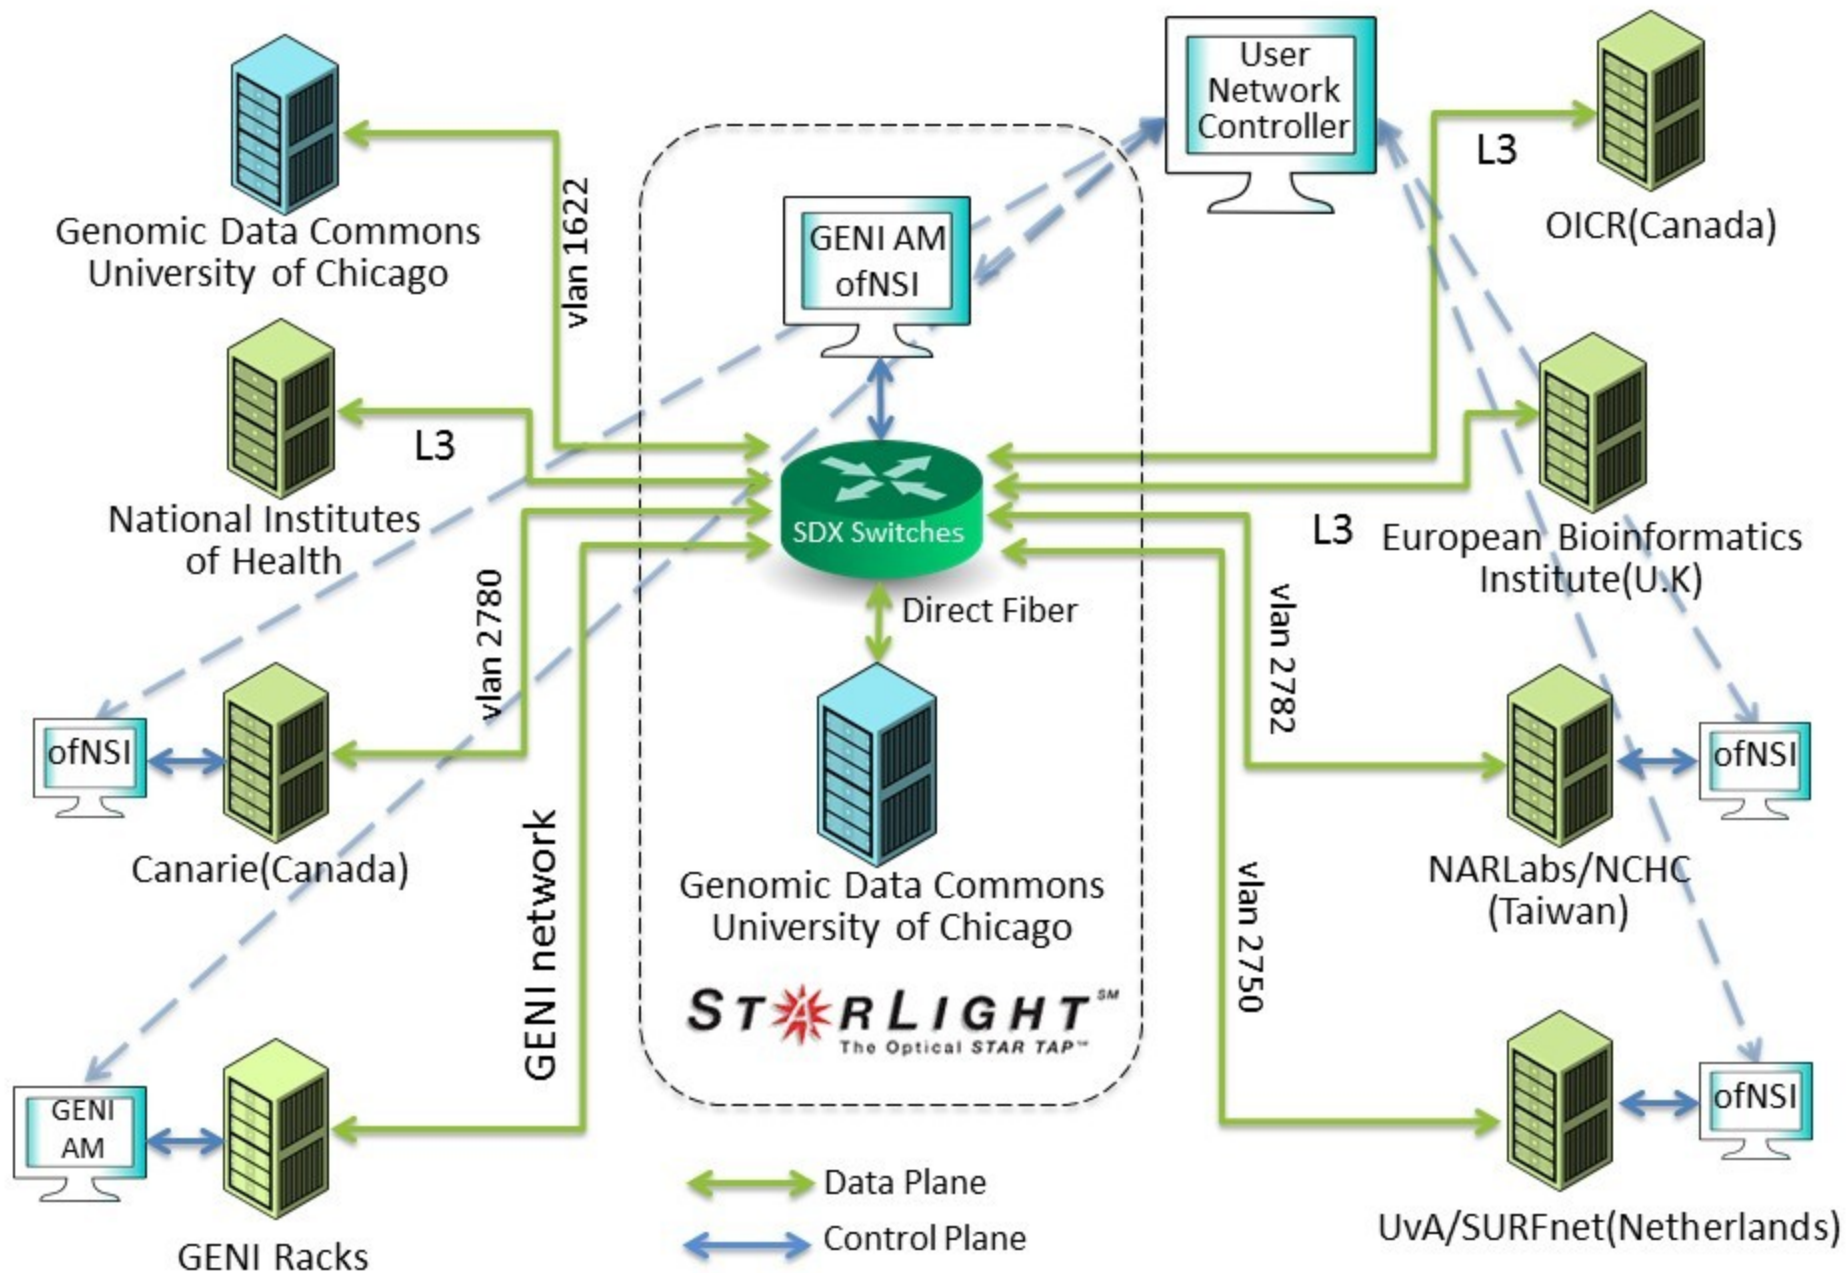 User
Network
Controller
OICR(Canada)
L3
Genomic Data Commons
University of Chicago
vlan 1622
GENI AM
ofNSI
National Institutes
of Health
L3
SDX Switches
L3
European Bioinformatics
Institute(U.K)
Direct Fiber
vlan 2780
vlan 2782
ofNSI
Canarie(Canada)
ofNSI
NARLabs/NCHC
(Taiwan)
Genomic Data Commons
University of Chicago
GENI network
vlan 2750
STARLIGHT SM
The Optical STAR TAP™
GENI
AM
GENI Racks
ofNSI
UvA/SURFnet(Netherlands)
Data Plane
Control Plane